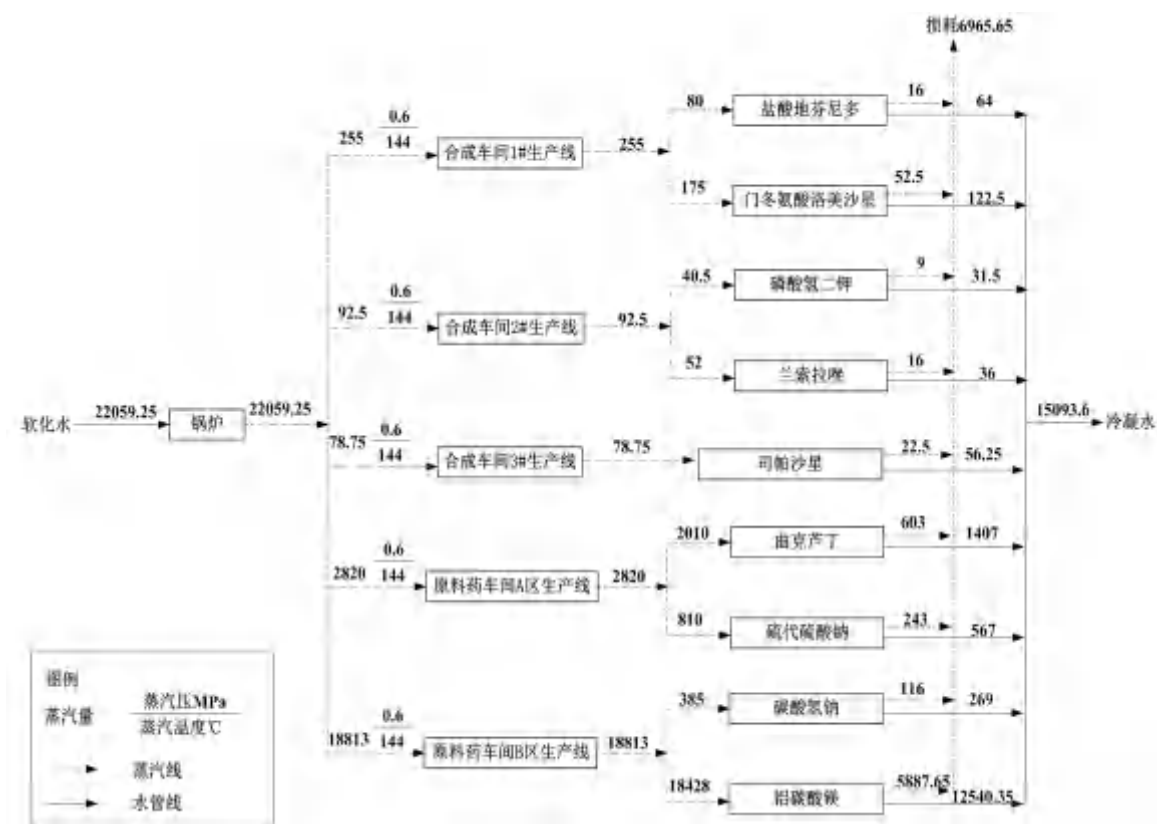 损耗6965.65
16
80
盐酸地芬尼多
64
0.6
255
144
合成车间1#生产线
255
52.5
175
门冬氨酸洛美沙星
122.5
9
40.5
磷酸氢二钾
31.5
0.6
92.5
144
合成车间2#生产线
92.5
16
52
兰索拉唑
36
22059.25
22059.25
软化水
锅炉
15093.6
冷凝水
0.6
78.75
144
合成车间3#生产线
78.75
22.5
司帕沙星
56.25
603
2010
曲克芦丁
1407
0.6
2820
144
原料药车间A区生产线
2820
243
810
硫代硫酸钠
567
116
385
碳酸氢钠
269
0.6
18813
144
原料药车间B区生产线
18813
5887.65
18428
铝碳酸镁
12540.35
图例
蒸汽压MPa
蒸汽量
蒸汽温度℃
蒸汽线
水管线